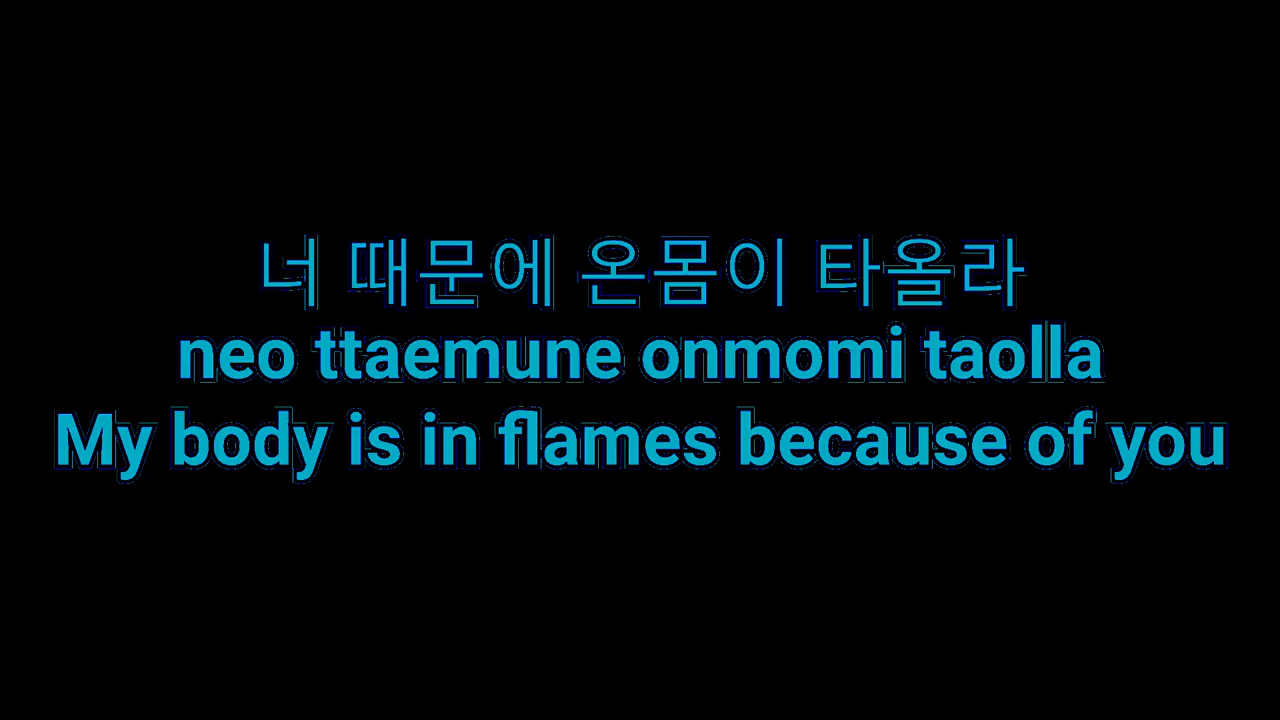 너 때문에 온몸이 타올라
neo ttaemune onmomi taolla
My body is in flames because of you